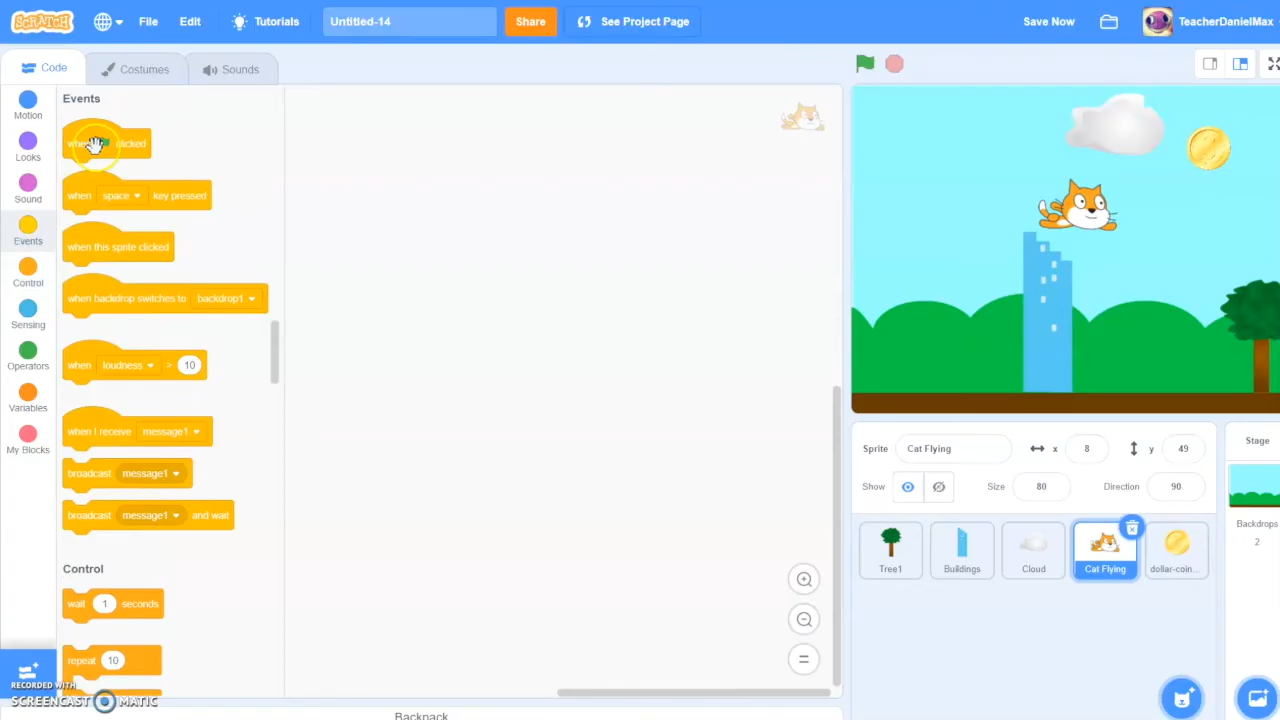 SCRATCH
File
Edit
Tutorials
Untitled-14
Share
See Project Page
Save Now
TeacherDanielMax
Code
Costumes
Sounds
Motion
Looks
Sound
Events
Control
Sensing
Operators
Variables
My Blocks
Events
when clicked
when space key pressed
when this sprite clicked
when backdrop switches to backdrop1
when loudness > 10
when I receive message1
broadcast message1
broadcast message1 and wait
Control
wait 1 seconds
repeat 10
Sprite Cat Flying x 8 y 49
Show Size 80 Direction 90
Tree1
Buildings
Cloud
Cat Flying
dollar-coin...
Stage
Backdrops
2
Backpack
RECORDED WITH
SCREENCAST MATIC